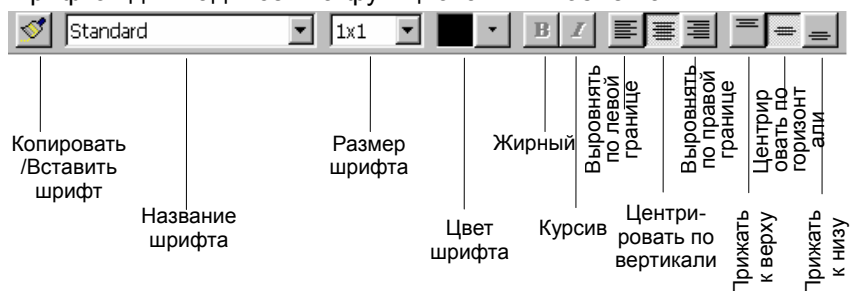 Standard
1x1
B
I
Копировать
/Вставить
шрифт
Название
шрифта
Размер
шрифта
Цвет
шрифта
Жирный
Курсив
Выровнять
по левой
границе
Центри-
ровать по
вертикали
Выровнять
по правой
границе
Прижать
к верху
Центрир
овать по
горизонт
али
Прижать
к низу